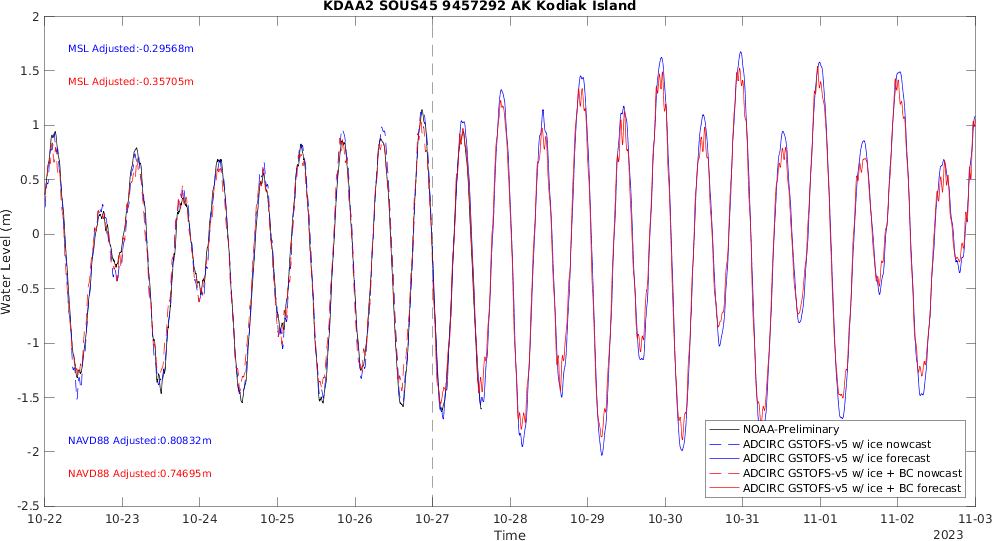 KDAA2 SOUS45 9457292 AK Kodiak Island
MSL Adjusted:-0.29568m
MSL Adjusted:-0.35705m
Water Level (m)
2
1.5
1
0.5
0
-0.5
-1
-1.5
-2
-2.5
NAVD88 Adjusted:0.80832m
NAVD88 Adjusted:0.74695m
NOAA-Preliminary
ADCIRC GSTOFS-v5 w/ ice nowcast
ADCIRC GSTOFS-v5 w/ ice forecast
ADCIRC GSTOFS-v5 w/ ice + BC nowcast
ADCIRC GSTOFS-v5 w/ ice + BC forecast
10-22 10-23 10-24 10-25 10-26 10-27 10-28 10-29 10-30 10-31 11-01 11-02 11-03
Time
2023